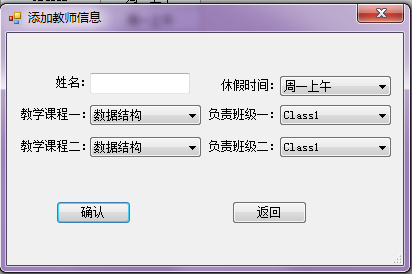 添加教师信息
姓名:
休假时间: 周一上午
教学课程一: 数据结构 负责班级一: Class1
教学课程二: 数据结构 负责班级二: Class1
确认 返回